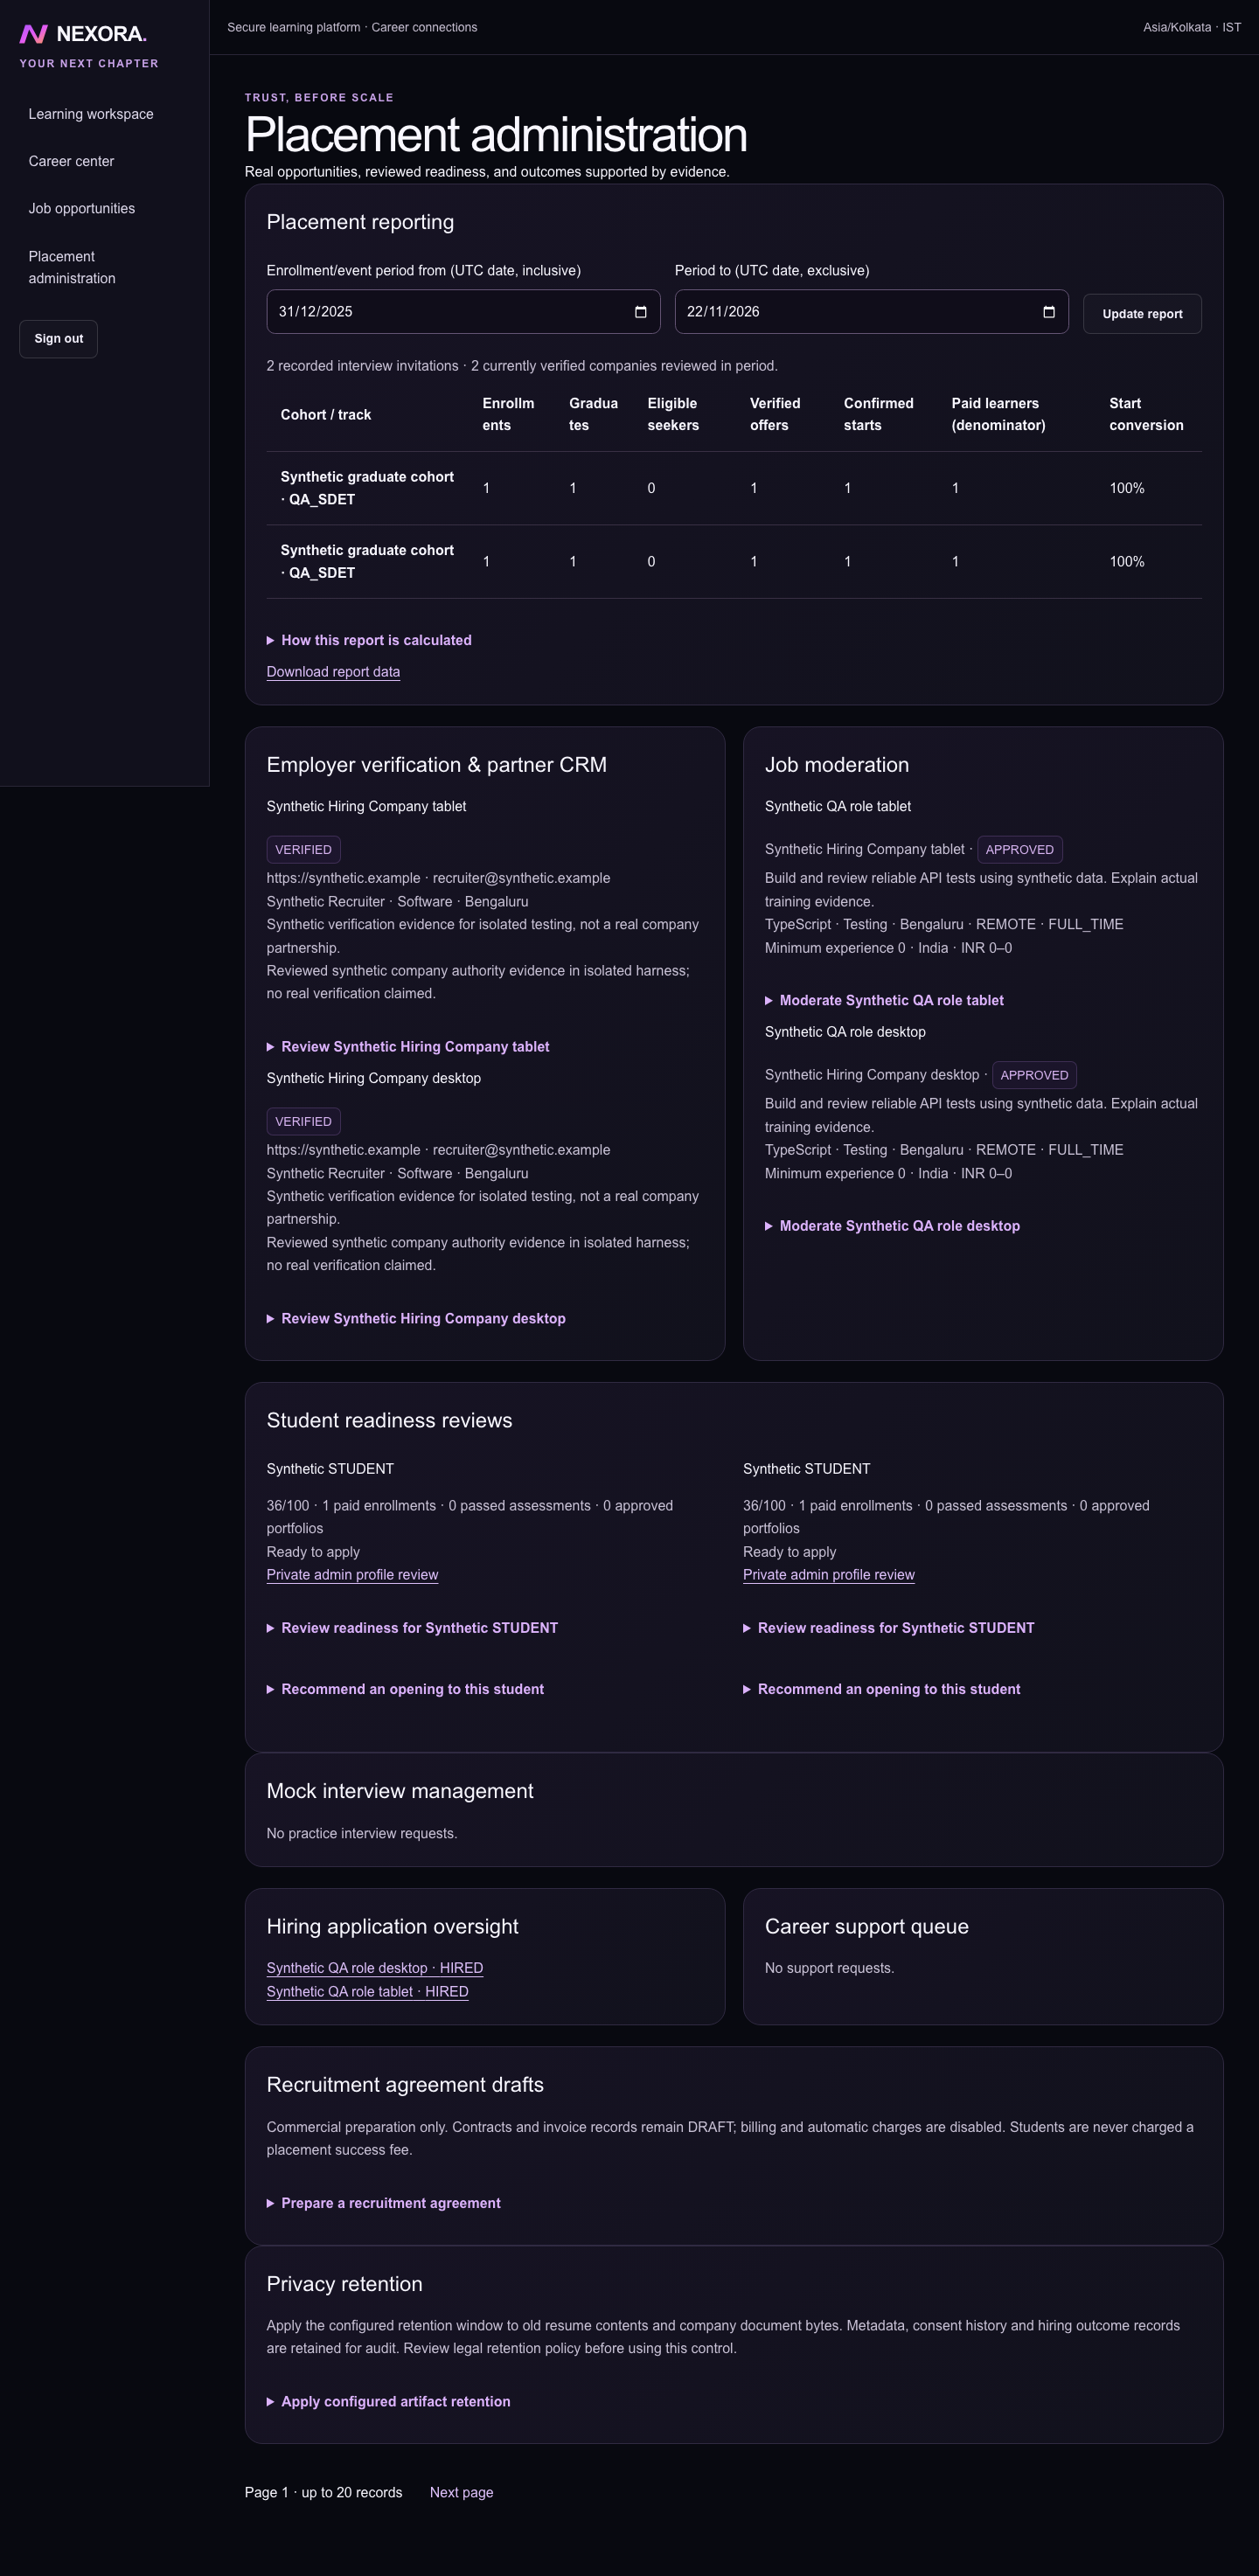 NEXORA.
YOUR NEXT CHAPTER
Learning workspace
Career center
Job opportunities
Placement
administration
Sign out
Secure learning platform · Career connections
Asia/Kolkata · IST
TRUST, BEFORE SCALE
Placement administration
Real opportunities, reviewed readiness, and outcomes supported by evidence.
Placement reporting
Enrollment/event period from (UTC date, inclusive)
Period to (UTC date, exclusive)
31/12/2025
22/11/2026
Update report
2 recorded interview invitations · 2 currently verified companies reviewed in period.
Cohort / track
Enrollm
ents
Gradua
tes
Eligible
seekers
Verified
offers
Confirmed
starts
Paid learners
(denominator)
Start
conversion
Synthetic graduate cohort
· QA_SDET
1 1 0 1 1 1 100%
Synthetic graduate cohort
· QA_SDET
1 1 0 1 1 1 100%
How this report is calculated
Download report data
Employer verification & partner CRM
Synthetic Hiring Company tablet
VERIFIED
https://synthetic.example · recruiter@synthetic.example
Synthetic Recruiter · Software · Bengaluru
Synthetic verification evidence for isolated testing, not a real company
partnership.
Reviewed synthetic company authority evidence in isolated harness;
no real verification claimed.
Review Synthetic Hiring Company tablet
Synthetic Hiring Company desktop
VERIFIED
https://synthetic.example · recruiter@synthetic.example
Synthetic Recruiter · Software · Bengaluru
Synthetic verification evidence for isolated testing, not a real company
partnership.
Reviewed synthetic company authority evidence in isolated harness;
no real verification claimed.
Review Synthetic Hiring Company desktop
Job moderation
Synthetic QA role tablet
Synthetic Hiring Company tablet · APPROVED
Build and review reliable API tests using synthetic data. Explain actual
training evidence.
TypeScript · Testing · Bengaluru · REMOTE · FULL_TIME
Minimum experience 0 · India · INR 0–0
Moderate Synthetic QA role tablet
Synthetic QA role desktop
Synthetic Hiring Company desktop · APPROVED
Build and review reliable API tests using synthetic data. Explain actual
training evidence.
TypeScript · Testing · Bengaluru · REMOTE · FULL_TIME
Minimum experience 0 · India · INR 0–0
Moderate Synthetic QA role desktop
Student readiness reviews
Synthetic STUDENT
36/100 · 1 paid enrollments · 0 passed assessments · 0 approved
portfolios
Ready to apply
Private admin profile review
Review readiness for Synthetic STUDENT
Recommend an opening to this student
Synthetic STUDENT
36/100 · 1 paid enrollments · 0 passed assessments · 0 approved
portfolios
Ready to apply
Private admin profile review
Review readiness for Synthetic STUDENT
Recommend an opening to this student
Mock interview management
No practice interview requests.
Hiring application oversight
Synthetic QA role desktop · HIRED
Synthetic QA role tablet · HIRED
Career support queue
No support requests.
Recruitment agreement drafts
Commercial preparation only. Contracts and invoice records remain DRAFT; billing and automatic charges are disabled. Students are never charged a
placement success fee.
Prepare a recruitment agreement
Privacy retention
Apply the configured retention window to old resume contents and company document bytes. Metadata, consent history and hiring outcome records
are retained for audit. Review legal retention policy before using this control.
Apply configured artifact retention
Page 1 · up to 20 records
Next page